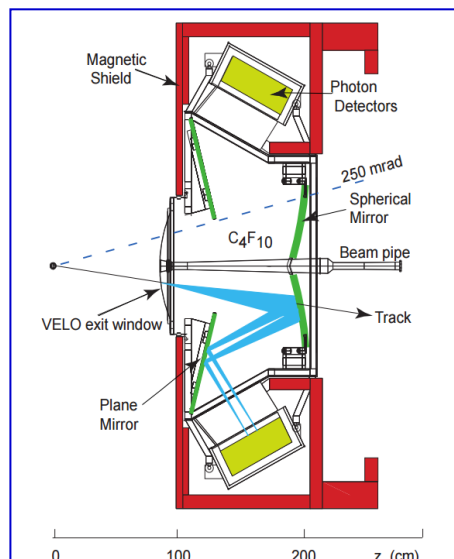 Magnetic
Shield
Photon
Detectors
250 mrad
Spherical
Mirror
C4F10
Beam pipe
VELO exit window
Track
Plane
Mirror
0 100 200 z (cm)